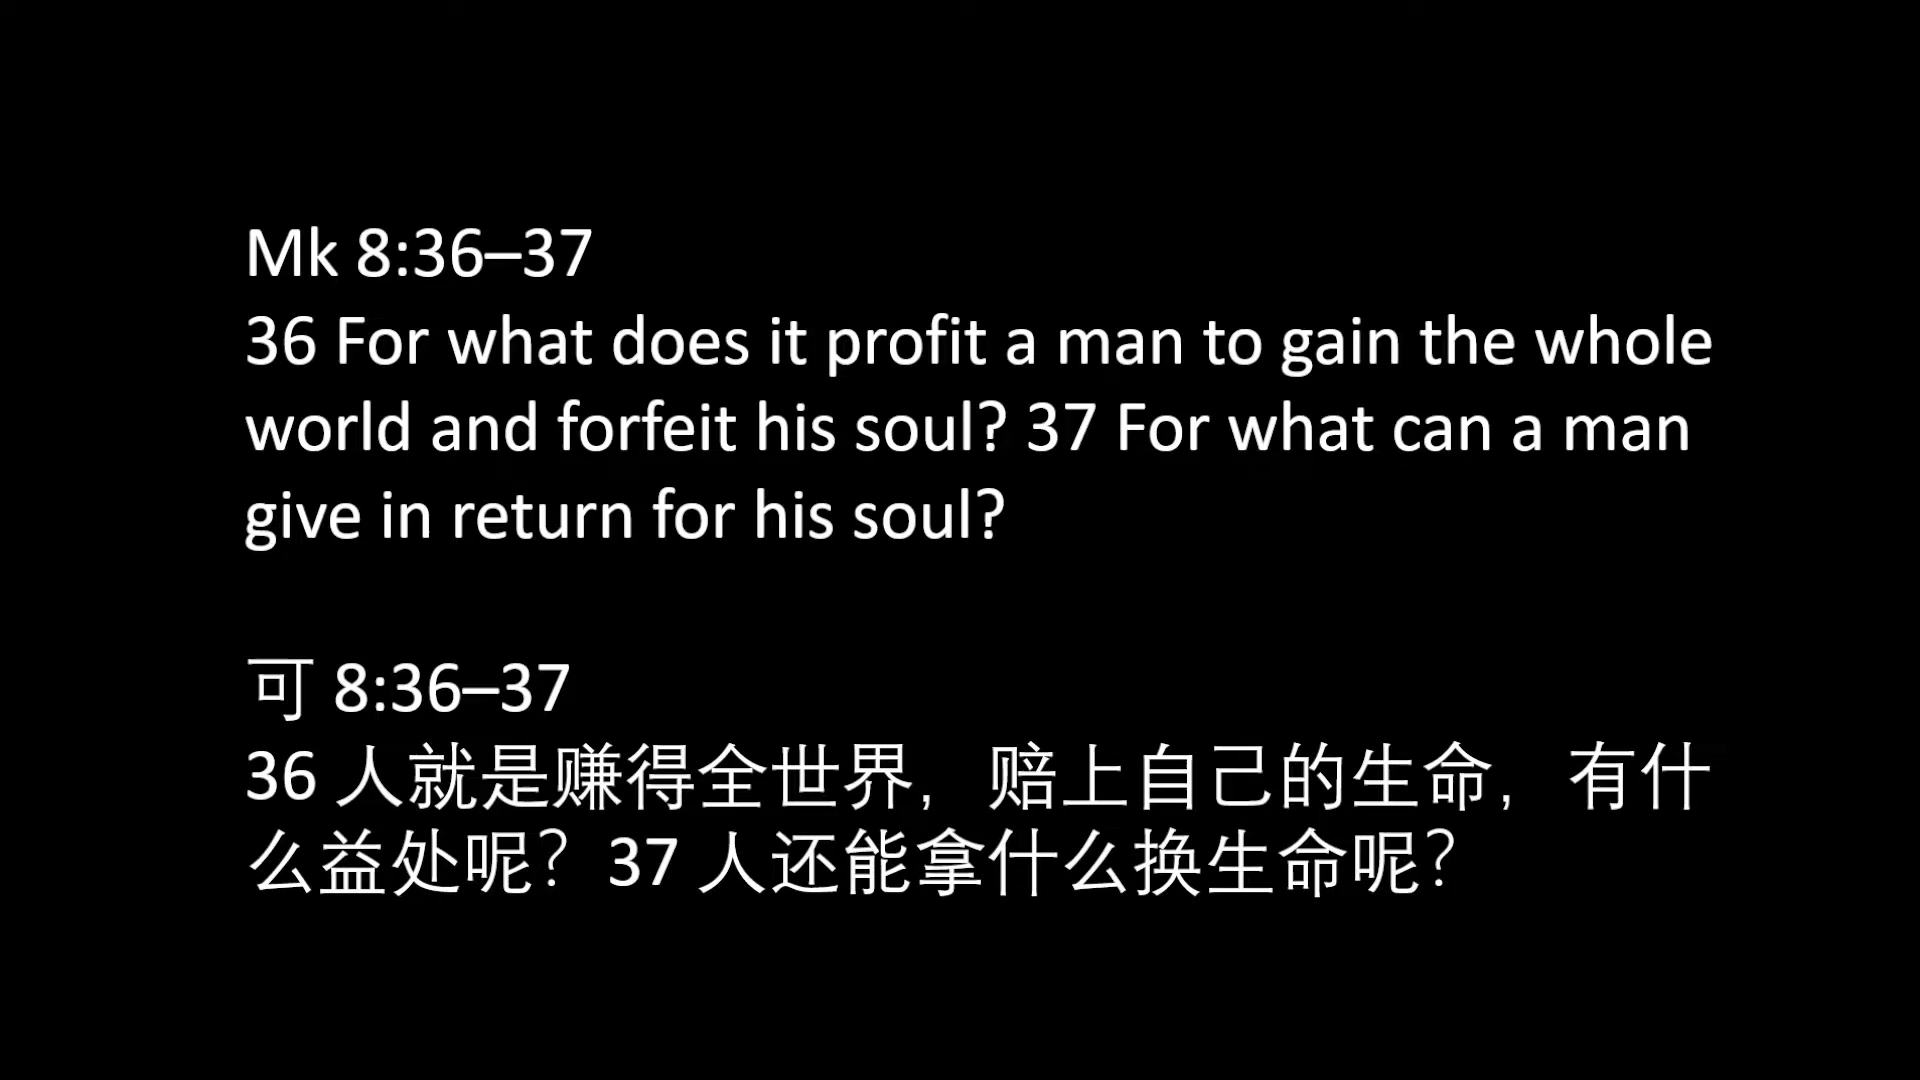 Mk 8:36–37
36 For what does it profit a man to gain the whole
world and forfeit his soul? 37 For what can a man
give in return for his soul?
可 8:36–37
36 人就是赚得全世界，赔上自己的生命，有什
么益处呢？37 人还能拿什么换生命呢？